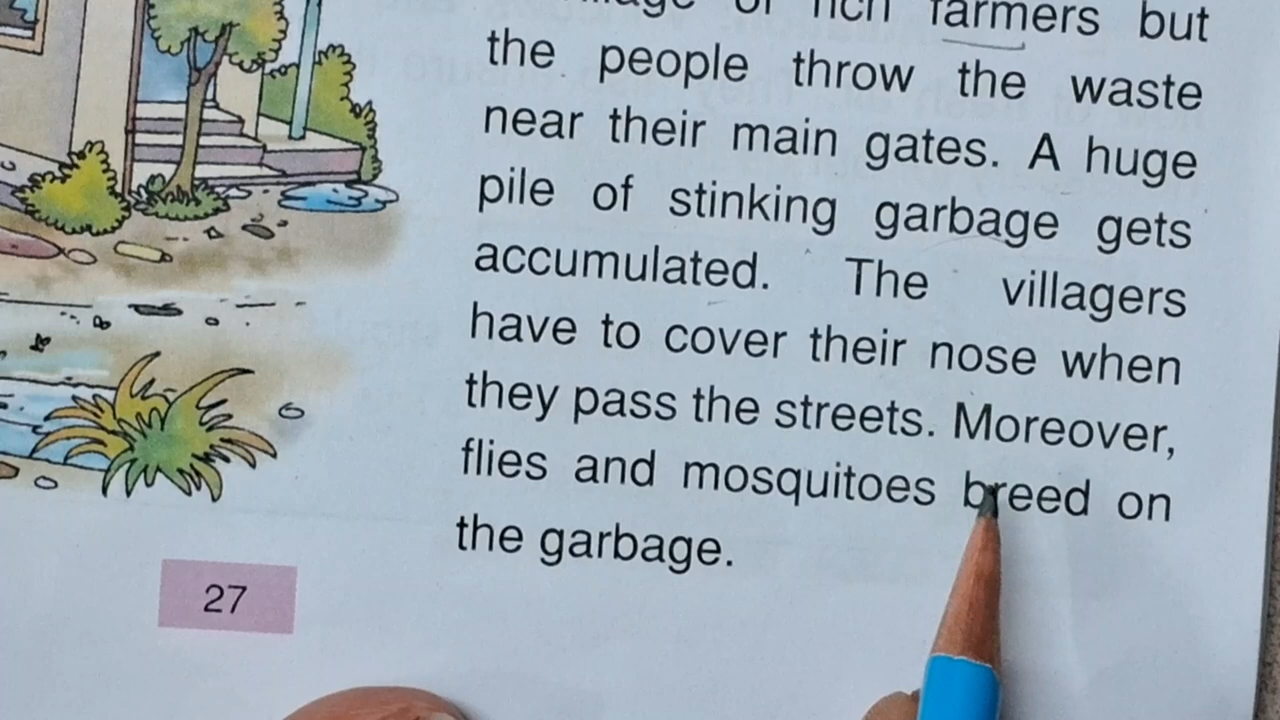 of rich farmers but
the people throw the waste
near their main gates. A huge
pile of stinking garbage gets
accumulated. The villagers
have to cover their nose when
they pass the streets. Moreover,
flies and mosquitoes breed on
the garbage.
27